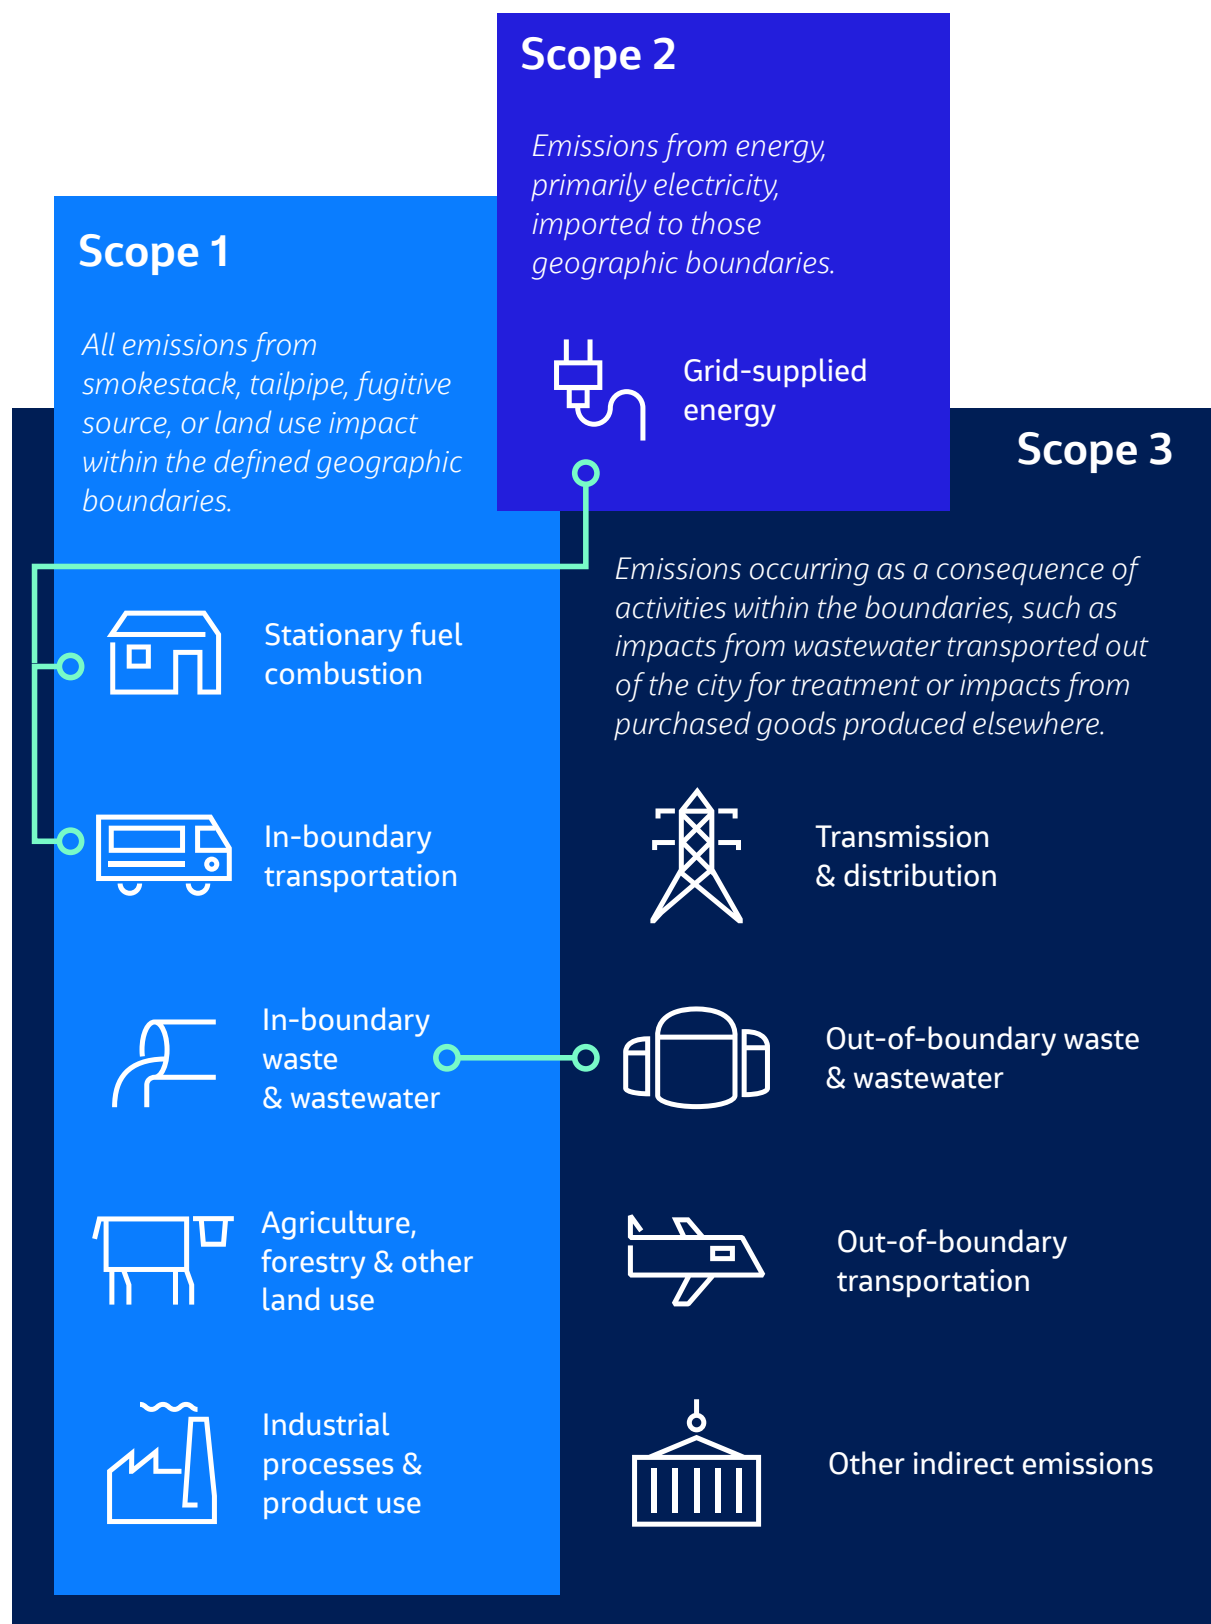 Scope 2
Emissions from energy,
primarily electricity,
imported to those
geographic boundaries.
Grid-supplied
energy
Scope 1
All emissions from
smokestack, tailpipe, fugitive
source, or land use impact
within the defined geographic
boundaries.
Stationary fuel
combustion
In-boundary
transportation
In-boundary
waste
& wastewater
Agriculture,
forestry & other
land use
Industrial
processes &
product use
Scope 3
Emissions occurring as a consequence of
activities within the boundaries, such as
impacts from wastewater transported out
of the city for treatment or impacts from
purchased goods produced elsewhere.
Transmission
& distribution
Out-of-boundary waste
& wastewater
Out-of-boundary
transportation
Other indirect emissions